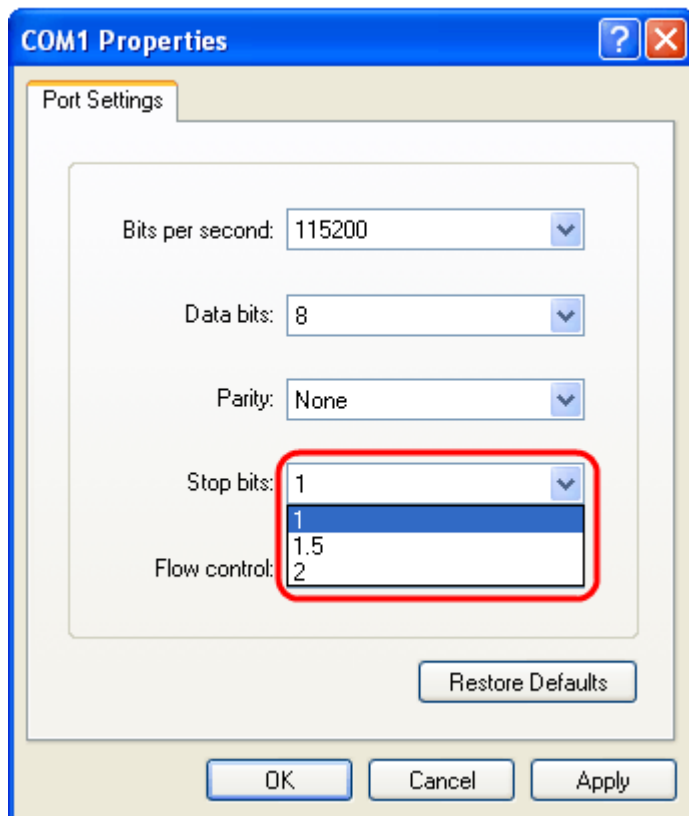 COM1 Properties
Port Settings
Bits per second: 115200
Data bits: 8
Parity: None
Stop bits: 1
1
1.5
Flow control:
2
Restore Defaults
OK Cancel Apply